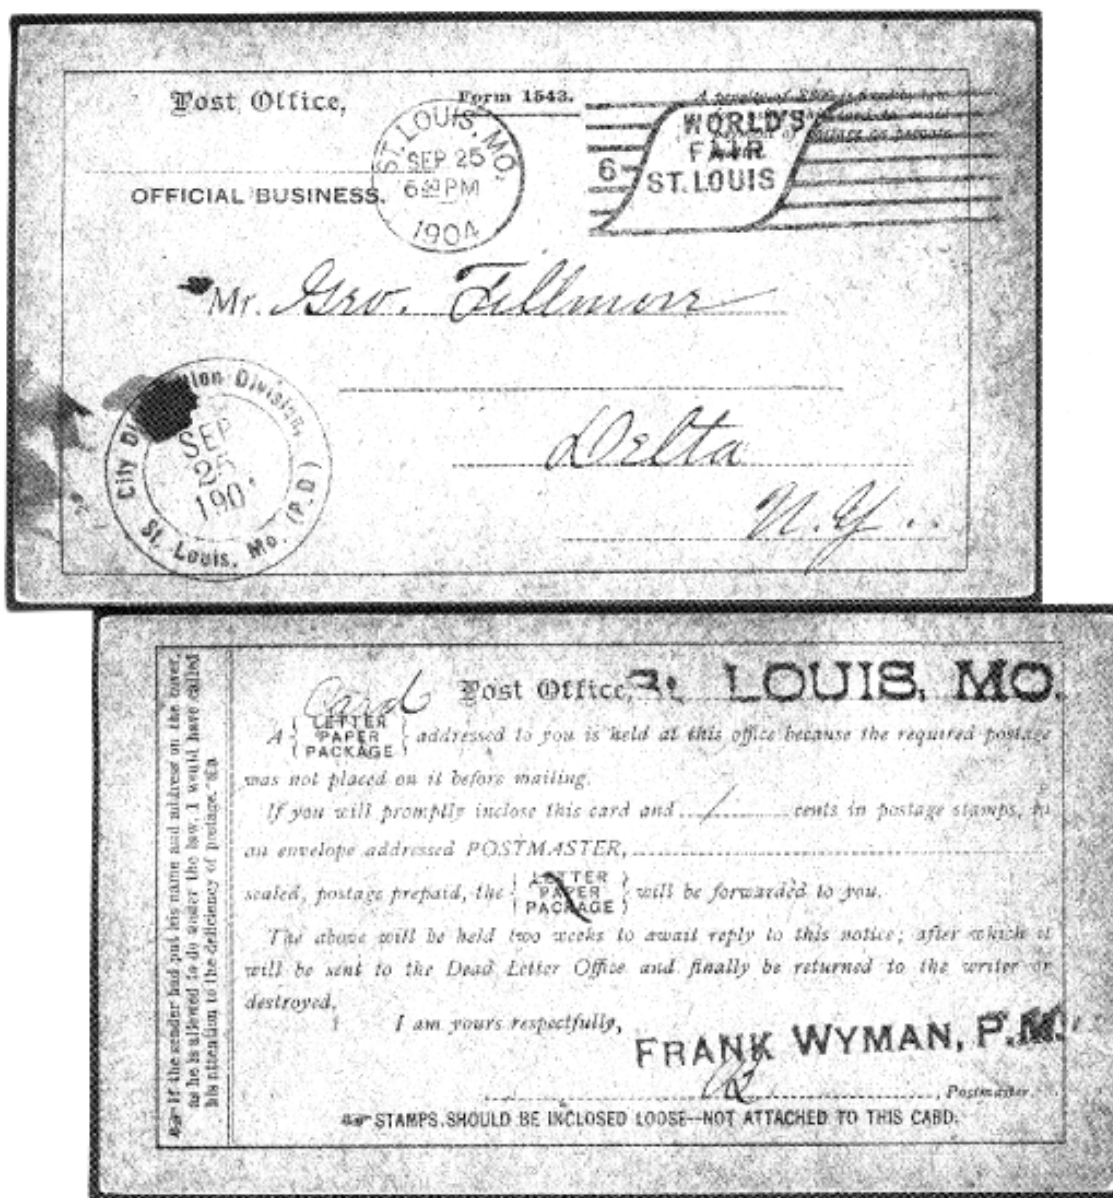 Post Office,
Form 1543.
OFFICIAL BUSINESS.
ST. LOUIS, MO.
SEP 25
6 PM
1904
6
WORLD'S
FAIR
ST. LOUIS
Mr. Geo. Fillmore
Delta
N.Y.
City Division,
SEP
2
190
St. Louis, Mo. (P.D)
Card
Post Office, St LOUIS, MO.
A { LETTER PAPER PACKAGE } addressed to you is held at this office because the required postage
was not placed on it before mailing.
If you will promptly inclose this card and 1 cents in postage stamps, in
an envelope addressed POSTMASTER,
sealed, postage prepaid, the { LETTER PAPER PACKAGE } will be forwarded to you.
The above will be held two weeks to await reply to this notice; after which it
will be sent to the Dead Letter Office and finally be returned to the writer or
destroyed.
I am yours respectfully,
FRANK WYMAN, P.M.
, Postmaster.
STAMPS SHOULD BE INCLOSED LOOSE—NOT ATTACHED TO THIS CARD.
If the sender had put his name and address on the cover,
as he is allowed to do under the law, I would have called
his attention to the deficiency of postage.